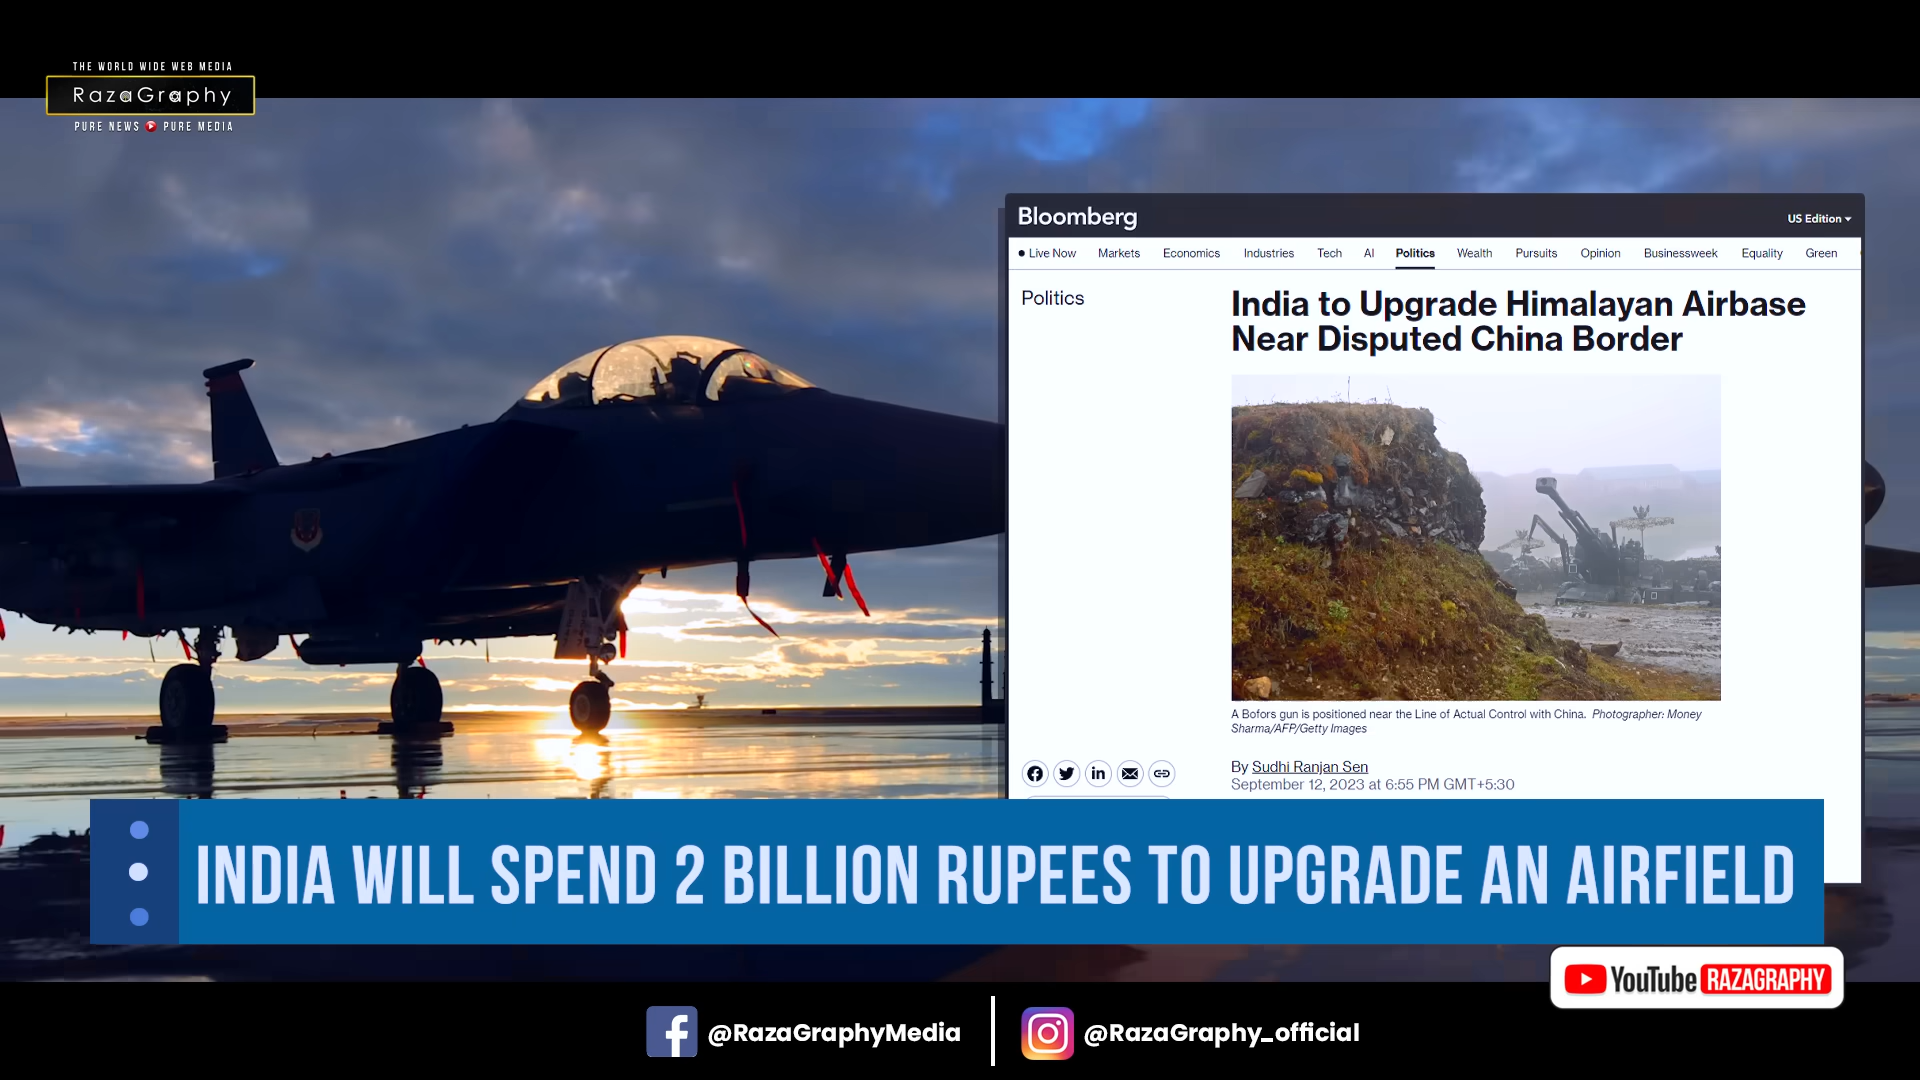 THE WORLD WIDE WEB MEDIA
RazaGraphy
PURE NEWS PURE MEDIA
Bloomberg
US Edition
Live Now Markets Economics Industries Tech AI Politics Wealth Pursuits Opinion Businessweek Equality Green
Politics
India to Upgrade Himalayan Airbase
Near Disputed China Border
A Bofors gun is positioned near the Line of Actual Control with China. Photographer: Money
Sharma/AFP/Getty Images
By Sudhi Ranjan Sen
September 12, 2023 at 6:55 PM GMT+5:30
INDIA WILL SPEND 2 BILLION RUPEES TO UPGRADE AN AIRFIELD
YouTube RAZAGRAPHY
@RazaGraphyMedia
@RazaGraphy_official